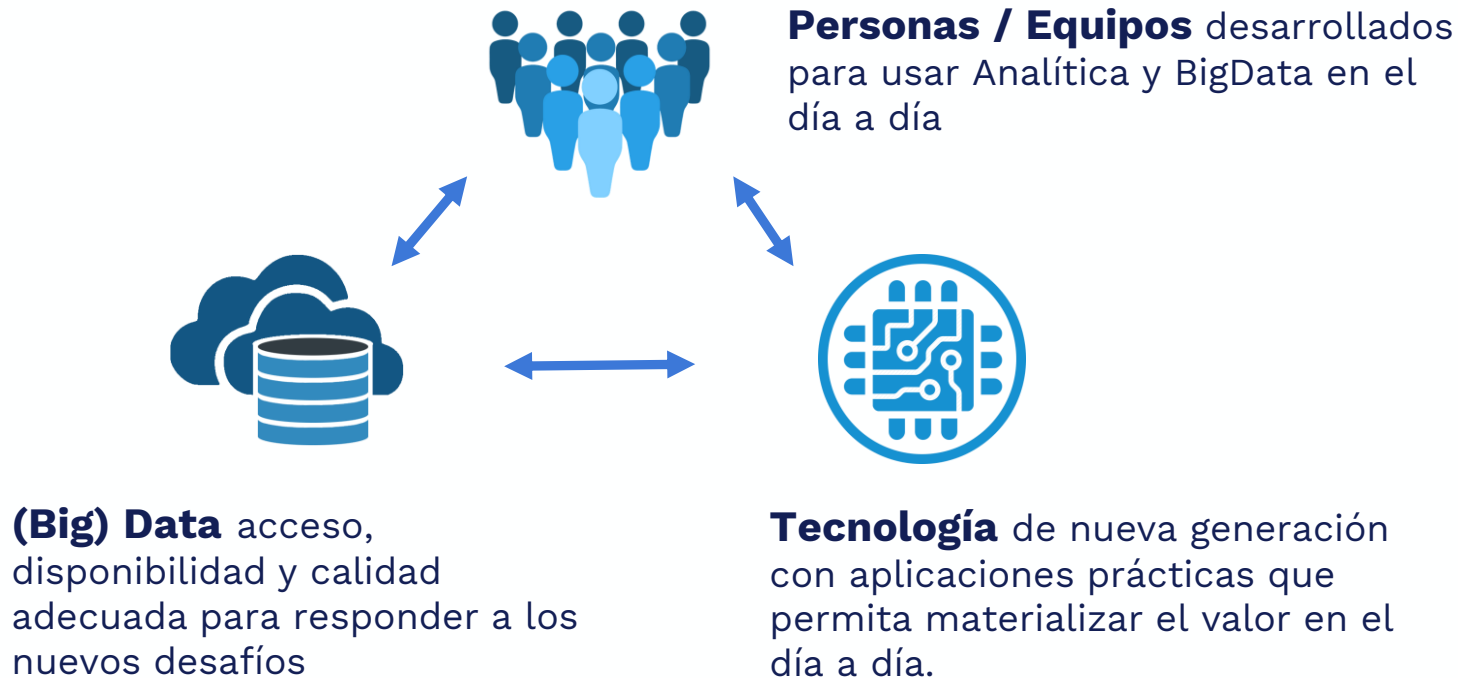 Personas / Equipos desarrollados
para usar Analítica y BigData en el
día a día
(Big) Data acceso,
disponibilidad y calidad
adecuada para responder a los
nuevos desafíos
Tecnología de nueva generación
con aplicaciones prácticas que
permita materializar el valor en el
día a día.